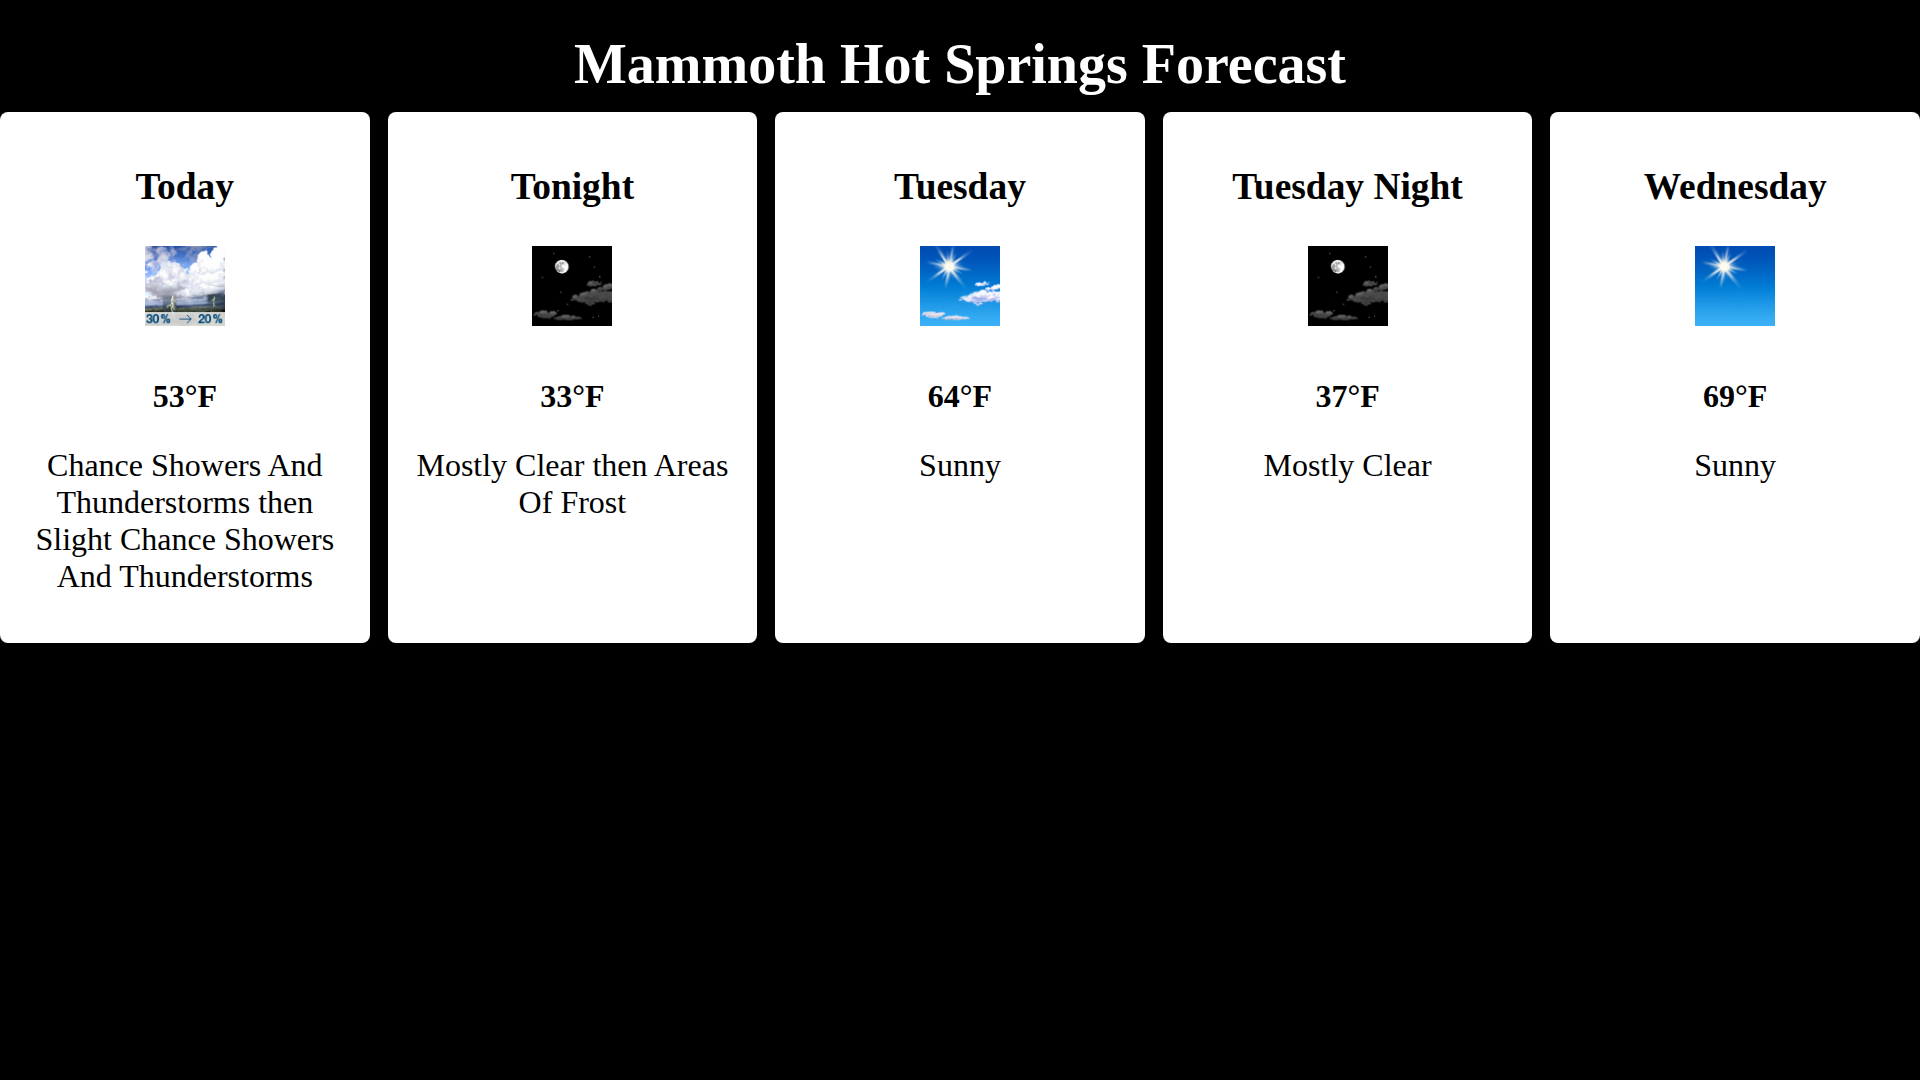 Mammoth Hot Springs Forecast
Today
30% → 20%
53°F
Chance Showers And
Thunderstorms then
Slight Chance Showers
And Thunderstorms
Tonight
33°F
Mostly Clear then Areas
Of Frost
Tuesday
64°F
Sunny
Tuesday Night
37°F
Mostly Clear
Wednesday
69°F
Sunny